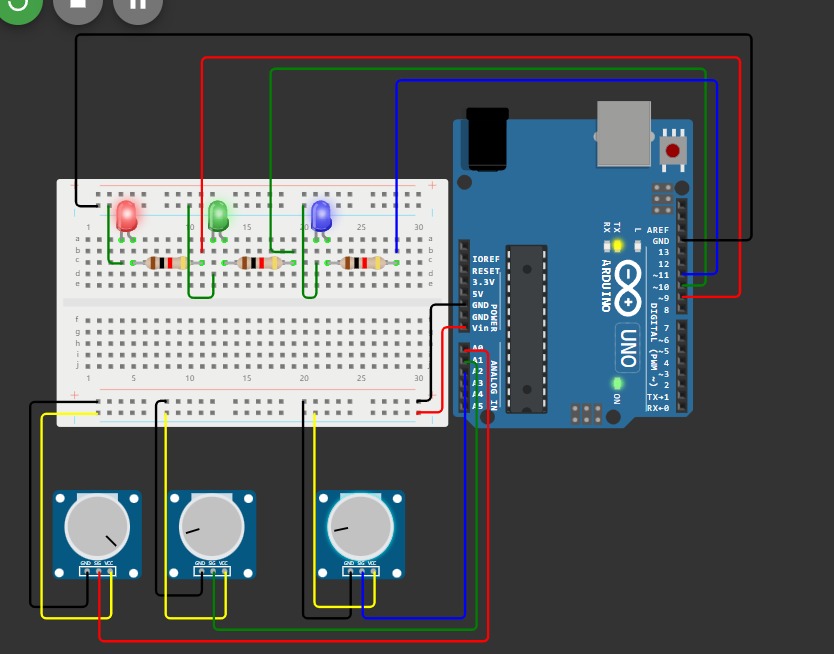 1 5 10 15 20 25 30
a a
b b
c c
d d
e e
f f
g g
h h
i i
j j
1 5 10 15 20 25 30
IOREF
RESET
3.3V
5V
GND
GND
Vin
POWER
A0
A1
A2
A3
A4
A5
ANALOG IN
RX
TX
L
ARDUINO
UNO
ON
AREF
GND
13
12
~11
~10
~9
8
7
~6
~5
4
~3
2
TX→1
RX←0
DIGITAL (PWM ~)
GND SIG VCC
GND SIG VCC
GND SIG VCC